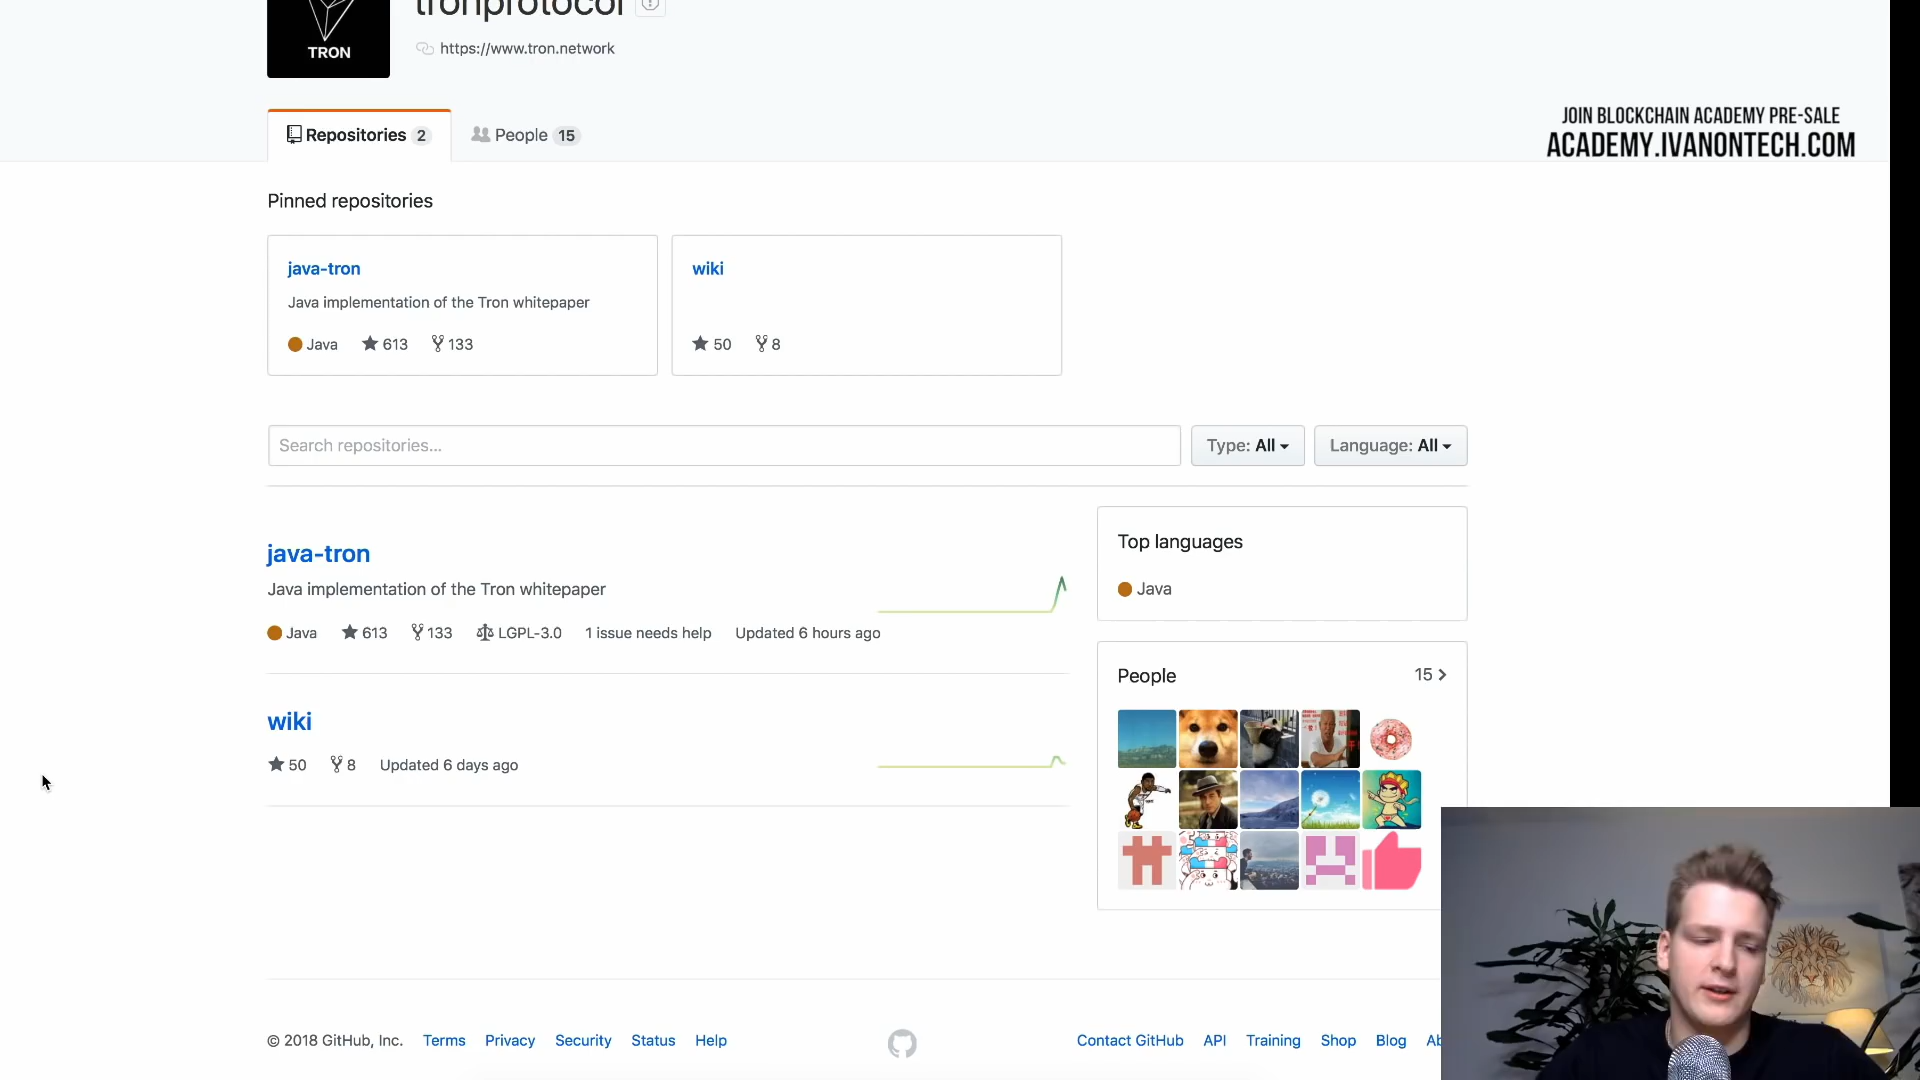 tronprotocol
TRON
https://www.tron.network
JOIN BLOCKCHAIN ACADEMY PRE-SALE
ACADEMY.IVANONTECH.COM
Repositories 2
People 15
Pinned repositories
java-tron
Java implementation of the Tron whitepaper
Java 613 133
wiki
50 8
Search repositories...
Type: All
Language: All
java-tron
Java implementation of the Tron whitepaper
Java 613 133 LGPL-3.0 1 issue needs help Updated 6 hours ago
wiki
50 8 Updated 6 days ago
Top languages
Java
People 15
© 2018 GitHub, Inc. Terms Privacy Security Status Help
Contact GitHub API Training Shop Blog Ab